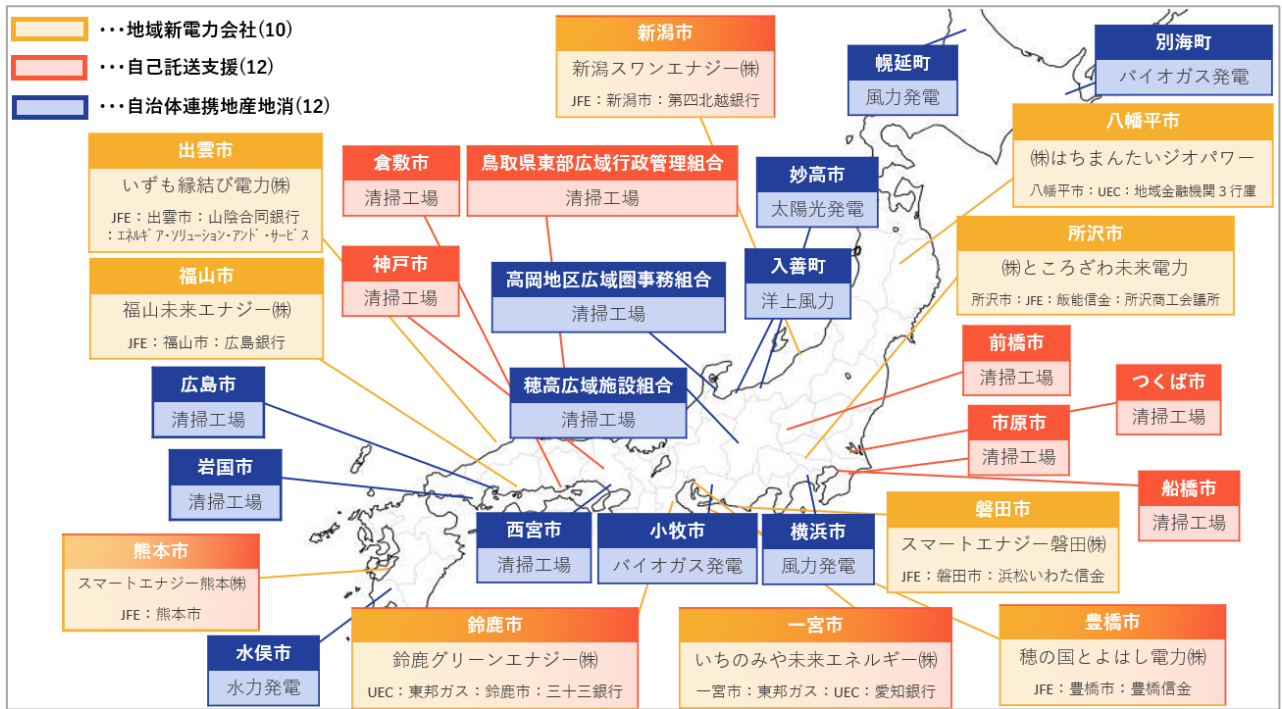 ･･･地域新電力会社(10)
･･･自己託送支援(12)
･･･自治体連携地産地消(12)
新潟市
新潟スワンエナジー㈱
JFE：新潟市：第四北越銀行
幌延町
風力発電
別海町
バイオガス発電
八幡平市
㈱はちまんたいジオパワー
八幡平市：UEC：地域金融機関３行庫
出雲市
いずも縁結び電力㈱
JFE：出雲市：山陰合同銀行
：ｴﾈﾙｷﾞｱ･ｿﾘｭｰｼｮﾝ･ｱﾝﾄﾞ･ｻｰﾋﾞｽ
倉敷市
清掃工場
鳥取県東部広域行政管理組合
清掃工場
妙高市
太陽光発電
所沢市
㈱ところざわ未来電力
所沢市：JFE：飯能信金：所沢商工会議所
福山市
福山未来エナジー㈱
JFE：福山市：広島銀行
神戸市
清掃工場
高岡地区広域圏事務組合
清掃工場
入善町
洋上風力
前橋市
清掃工場
つくば市
清掃工場
広島市
清掃工場
穂高広域施設組合
清掃工場
市原市
清掃工場
岩国市
清掃工場
船橋市
清掃工場
西宮市
清掃工場
小牧市
バイオガス発電
横浜市
風力発電
磐田市
スマートエナジー磐田㈱
JFE：磐田市：浜松いわた信金
熊本市
スマートエナジー熊本㈱
JFE：熊本市
水俣市
水力発電
鈴鹿市
鈴鹿グリーンエナジー㈱
UEC：東邦ガス：鈴鹿市：三十三銀行
一宮市
いちのみや未来エネルギー㈱
一宮市：東邦ガス：UEC：愛知銀行
豊橋市
穂の国とよはし電力㈱
JFE：豊橋市：豊橋信金